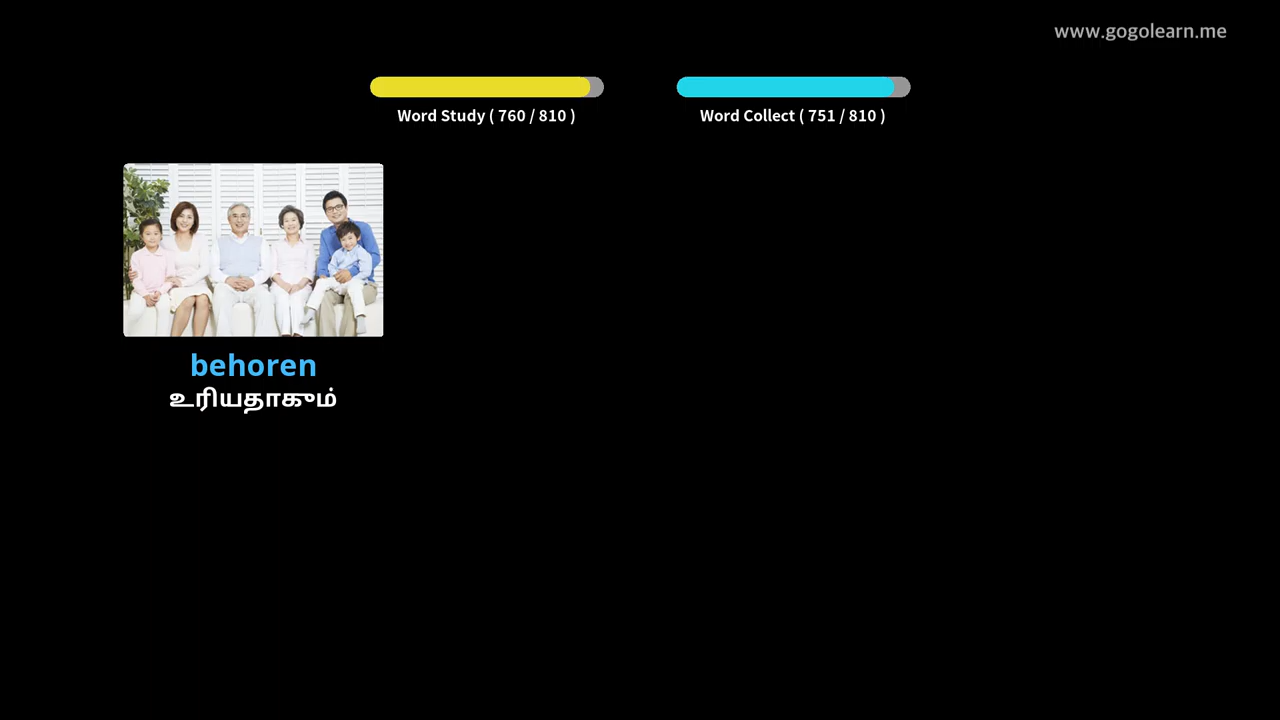 www.gogolearn.me
Word Study ( 760 / 810 )
Word Collect ( 751 / 810 )
behoren
உரியதாகும்